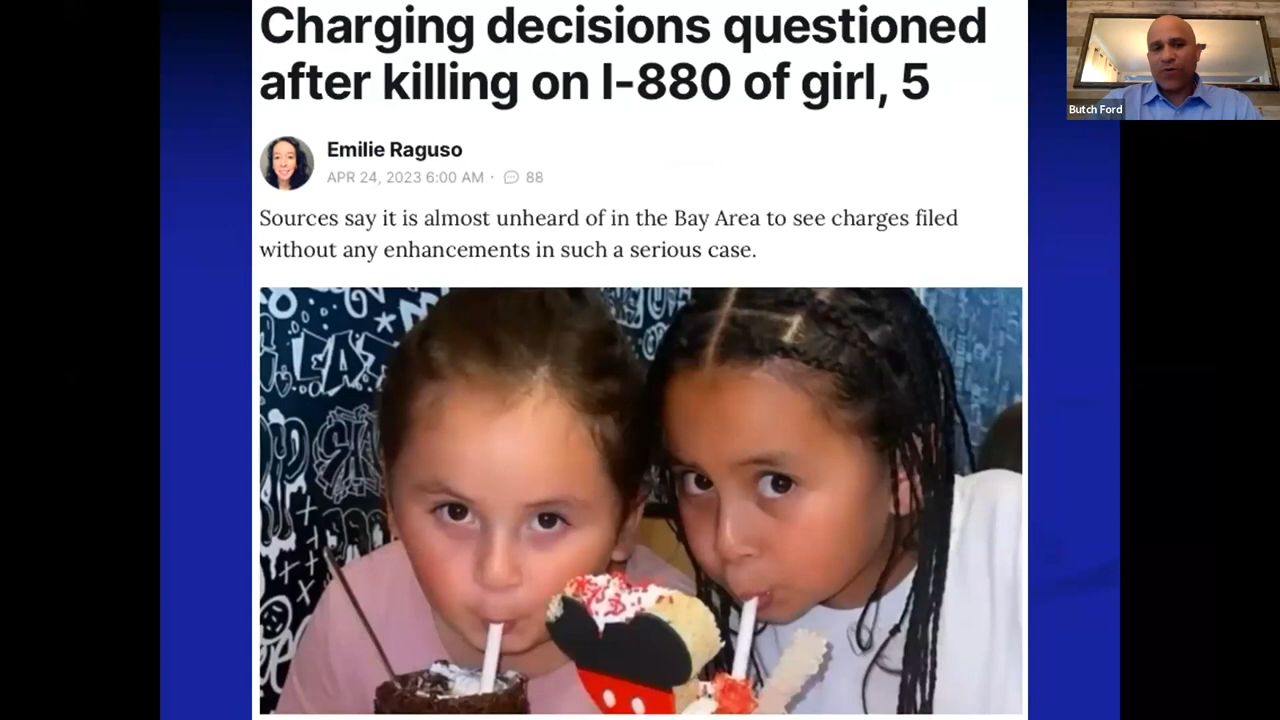 Charging decisions questioned
after killing on I-880 of girl, 5
Butch Ford
Emilie Raguso
APR 24, 2023 6:00 AM · 88
Sources say it is almost unheard of in the Bay Area to see charges filed
without any enhancements in such a serious case.